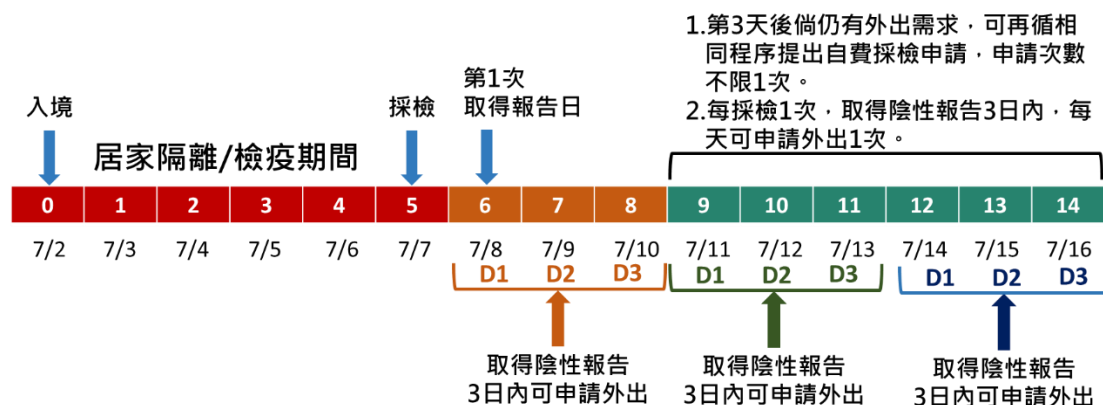 入境
採檢
第1次
取得報告日
1.第3天後倘仍有外出需求，可再循相
同程序提出自費採檢申請，申請次數
不限1次。
2.每採檢1次，取得陰性報告3日內，每
天可申請外出1次。
居家隔離/檢疫期間
0 1 2 3 4 5 6 7 8 9 10 11 12 13 14
7/2 7/3 7/4 7/5 7/6 7/7 7/8 7/9 7/10 7/11 7/12 7/13 7/14 7/15 7/16
D1 D2 D3 D1 D2 D3 D1 D2 D3
取得陰性報告
3日內可申請外出
取得陰性報告
3日內可申請外出
取得陰性報告
3日內可申請外出